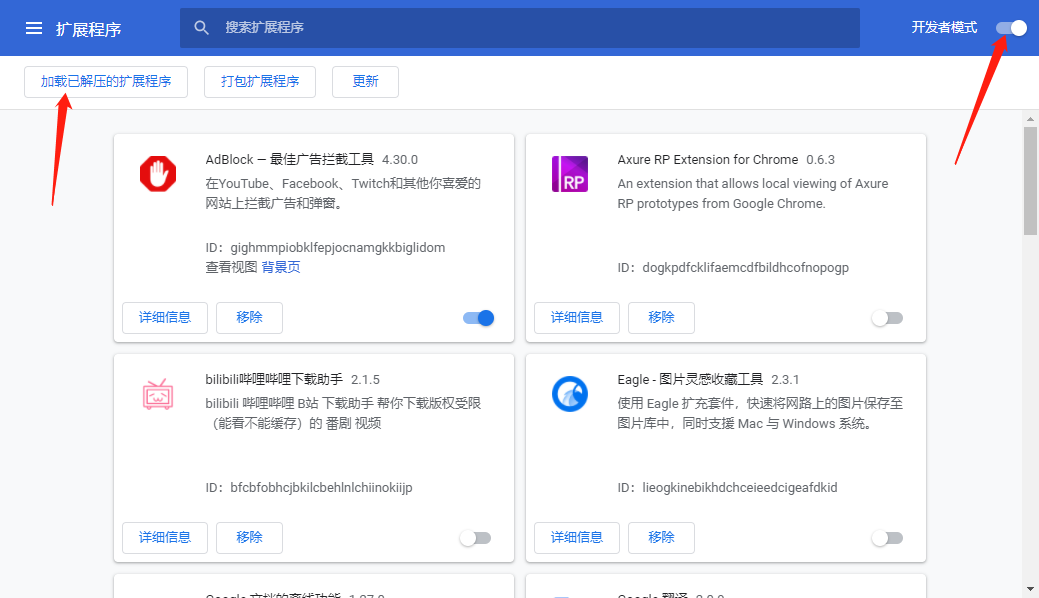 扩展程序
搜索扩展程序
开发者模式
加载已解压的扩展程序
打包扩展程序
更新
AdBlock — 最佳广告拦截工具 4.30.0
在YouTube、Facebook、Twitch和其他你喜爱的
网站上拦截广告和弹窗。
ID：gighmmpiobklfepjocnamgkkbiglidom
查看视图 背景页
详细信息
移除
Axure RP Extension for Chrome 0.6.3
An extension that allows local viewing of Axure
RP prototypes from Google Chrome.
ID：dogkpdfcklifaemcdfbildhcofnopogp
详细信息
移除
RP
bilibili哔哩哔哩下载助手 2.1.5
bilibili 哔哩哔哩 B站 下载助手 帮你下载版权受限
（能看不能缓存）的 番剧 视频
ID：bfcbfobhcjbkilcbehlnlchiinokiijp
详细信息
移除
Eagle - 图片灵感收藏工具 2.3.1
使用 Eagle 扩充套件，快速将网路上的图片保存至
图片库中，同时支援 Mac 与 Windows 系统。
ID：lieogkinebikhdchceieedcigeafdkid
详细信息
移除
Google 文档的离线功能
Google 翻译